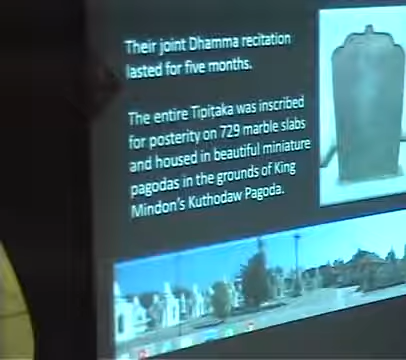 Their joint Dhamma recitation
lasted for five months.
The entire Tipiṭaka was inscribed
for posterity on 729 marble slabs
and housed in beautiful miniature
pagodas in the grounds of King
Mindon's Kuthodaw Pagoda.